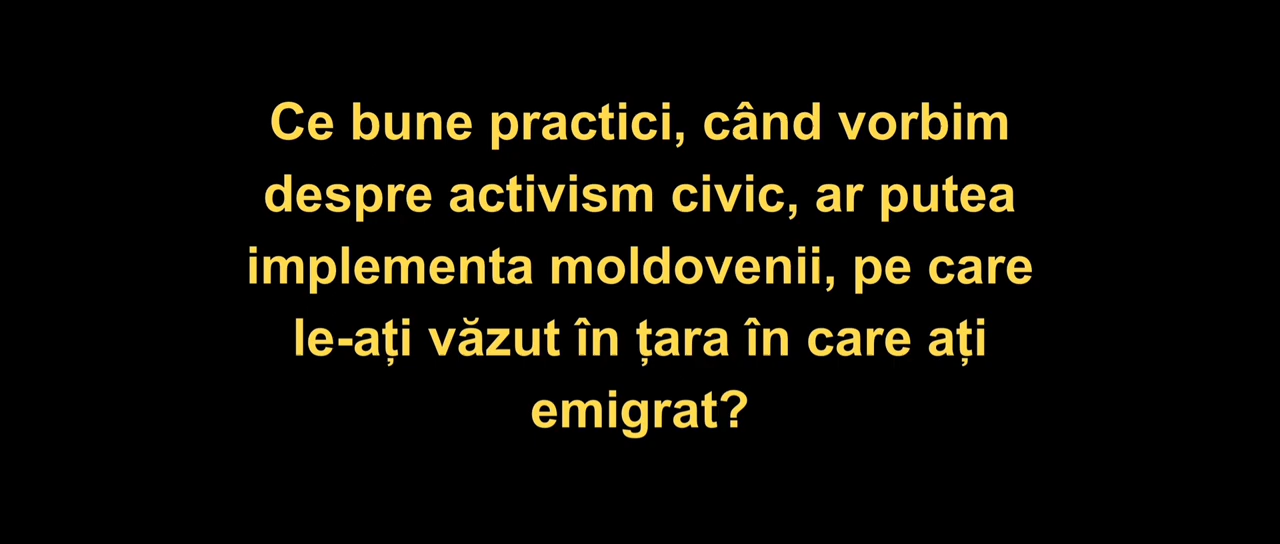 Ce bune practici, când vorbim
despre activism civic, ar putea
implementa moldovenii, pe care
le-ați văzut în țara în care ați
emigrat?